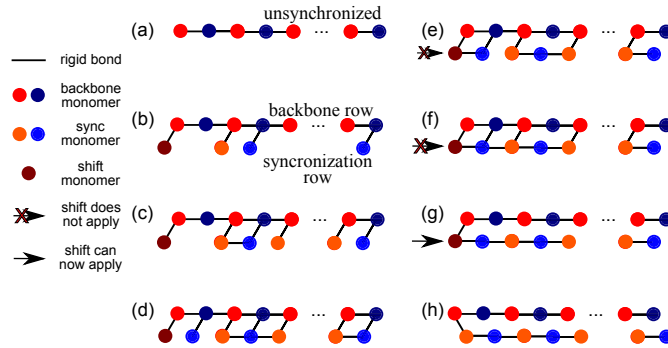 rigid bond
backbone
monomer
sync
monomer
shift
monomer
shift does
not apply
shift can
now apply
(a) unsynchronized ...
(b) backbone row ...
syncronization
row
(c) ...
(d) ...
(e) ...
(f) ...
(g) ...
(h) ...